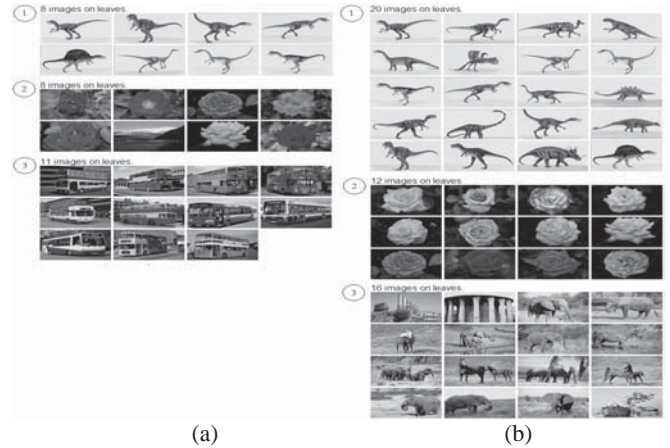 1 8 images on leaves.
2 8 images on leaves.
3 11 images on leaves.
(a)
1 20 images on leaves.
2 12 images on leaves.
3 16 images on leaves.
(b)